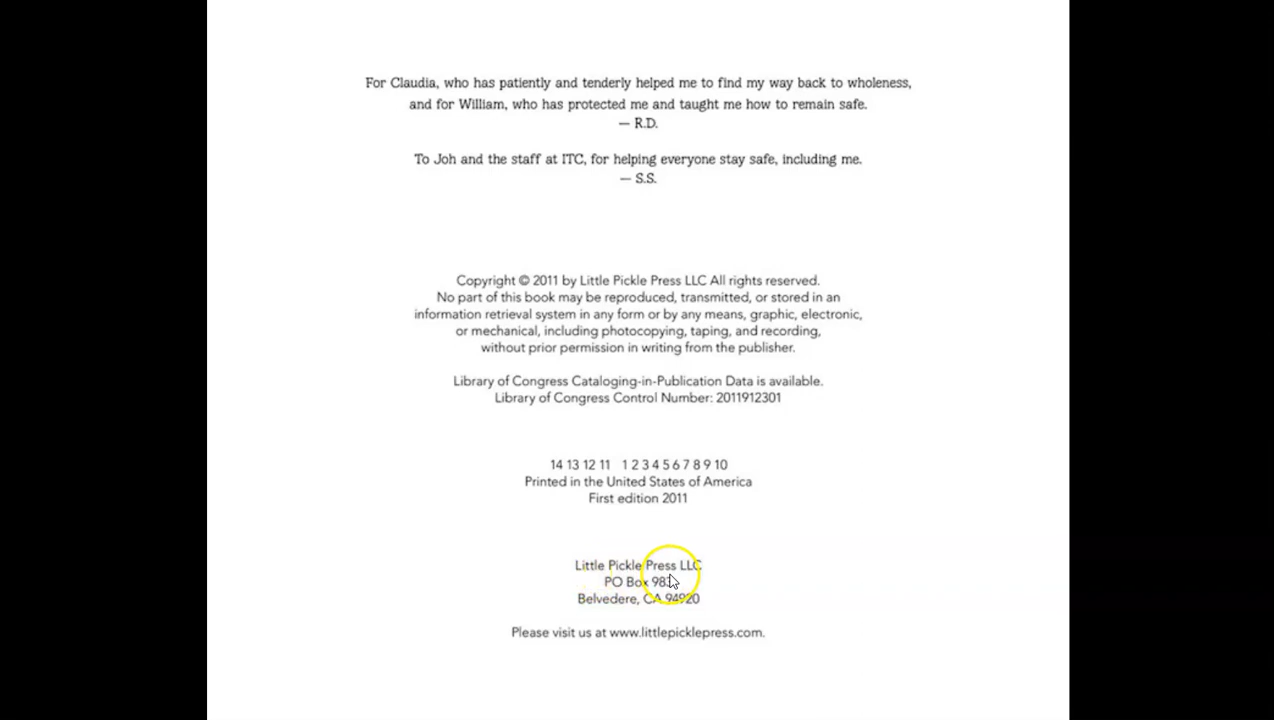 For Claudia, who has patiently and tenderly helped me to find my way back to wholeness,
and for William, who has protected me and taught me how to remain safe.
— R.D.
To Joh and the staff at ITC, for helping everyone stay safe, including me.
— S.S.
Copyright © 2011 by Little Pickle Press LLC All rights reserved.
No part of this book may be reproduced, transmitted, or stored in an
information retrieval system in any form or by any means, graphic, electronic,
or mechanical, including photocopying, taping, and recording,
without prior permission in writing from the publisher.
Library of Congress Cataloging-in-Publication Data is available.
Library of Congress Control Number: 2011912301
14 13 12 11 1 2 3 4 5 6 7 8 9 10
Printed in the United States of America
First edition 2011
Little Pickle Press LLC
PO Box
Belvedere, CA 94920
Please visit us at www.littlepicklepress.com.